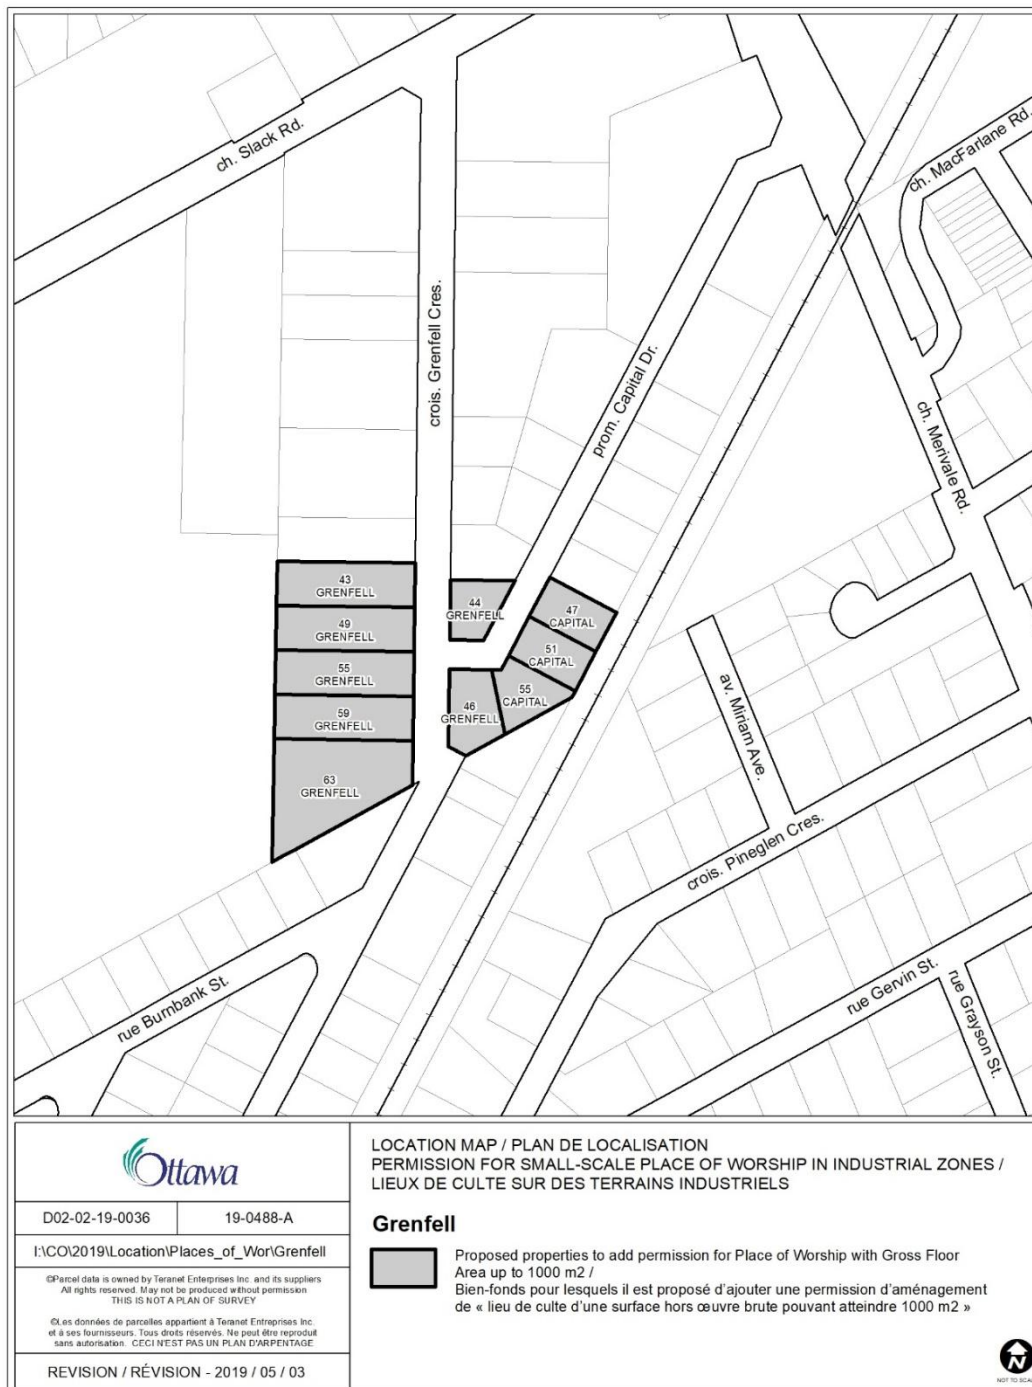 ch. Slack Rd.
ch. MacFarlane Rd.
crois. Grenfell Cres.
prom. Capital Dr.
ch. Merivale Rd.
43
GRENFELL
44
GRENFELL
47
CAPITAL
49
GRENFELL
51
CAPITAL
55
GRENFELL
55
CAPITAL
59
GRENFELL
46
GRENFELL
63
GRENFELL
av. Miriam Ave.
crois. Pineglen Cres.
rue Burnbank St.
rue Gervin St.
rue Grayson St.
Ottawa
D02-02-19-0036
19-0488-A
I:\CO\2019\Location\Places_of_Wor\Grenfell
©Parcel data is owned by Teranet Enterprises Inc. and its suppliers
All rights reserved. May not be produced without permission
THIS IS NOT A PLAN OF SURVEY
©Les données de parcelles appartient à Teranet Entreprises Inc.
et à ses fournisseurs. Tous droits réservés. Ne peut être reproduit
sans autorisation. CECI N'EST PAS UN PLAN D'ARPENTAGE
REVISION / RÉVISION - 2019 / 05 / 03
LOCATION MAP / PLAN DE LOCALISATION
PERMISSION FOR SMALL-SCALE PLACE OF WORSHIP IN INDUSTRIAL ZONES /
LIEUX DE CULTE SUR DES TERRAINS INDUSTRIELS
Grenfell
Proposed properties to add permission for Place of Worship with Gross Floor
Area up to 1000 m2 /
Bien-fonds pour lesquels il est proposé d'ajouter une permission d'aménagement
de « lieu de culte d'une surface hors œuvre brute pouvant atteindre 1000 m2 »
N
NOT TO SCALE